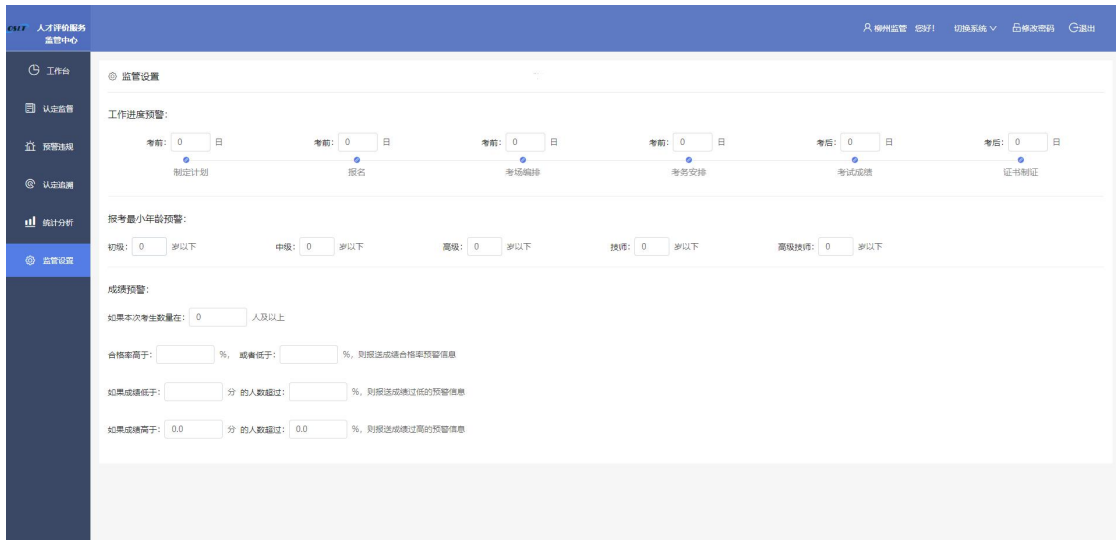 OSTT 人才评价服务
监管中心
柳州监管 您好! 切换系统 修改密码 退出
工作台
认定监督
预警违规
认定追溯
统计分析
监管设置
监管设置
工作进度预警:
考前: 0 日 考前: 0 日 考前: 0 日 考前: 0 日 考后: 0 日 考后: 0 日
制定计划 报名 考场编排 考务安排 考试成绩 证书制证
报考最小年龄预警:
初级: 0 岁以下 中级: 0 岁以下 高级: 0 岁以下 技师: 0 岁以下 高级技师: 0 岁以下
成绩预警:
如果本次考生数量在: 0 人及以上
合格率高于: %, 或者低于: %, 则报送成绩合格率预警信息
如果成绩低于: 分 的人数超过: %, 则报送成绩过低的预警信息
如果成绩高于: 0.0 分 的人数超过: 0.0 %, 则报送成绩过高的预警信息